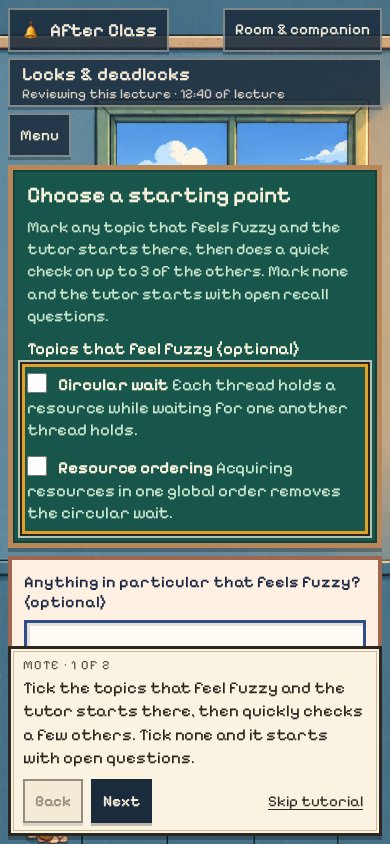 After Class
Room & companion
Locks & deadlocks
Reviewing this lecture · 18:40 of lecture
Menu
Choose a starting point
Mark any topic that feels fuzzy and the
tutor starts there, then does a quick
check on up to 3 of the others. Mark none
and the tutor starts with open recall
questions.
Topics that feel fuzzy (optional)
Circular wait Each thread holds a
resource while waiting for one another
thread holds.
Resource ordering Acquiring
resources in one global order removes
the circular wait.
Anything in particular that feels fuzzy?
(optional)
MOTE · 1 OF 8
Tick the topics that feel fuzzy and the
tutor starts there, then quickly checks
a few others. Tick none and it starts
with open questions.
Back
Next
Skip tutorial